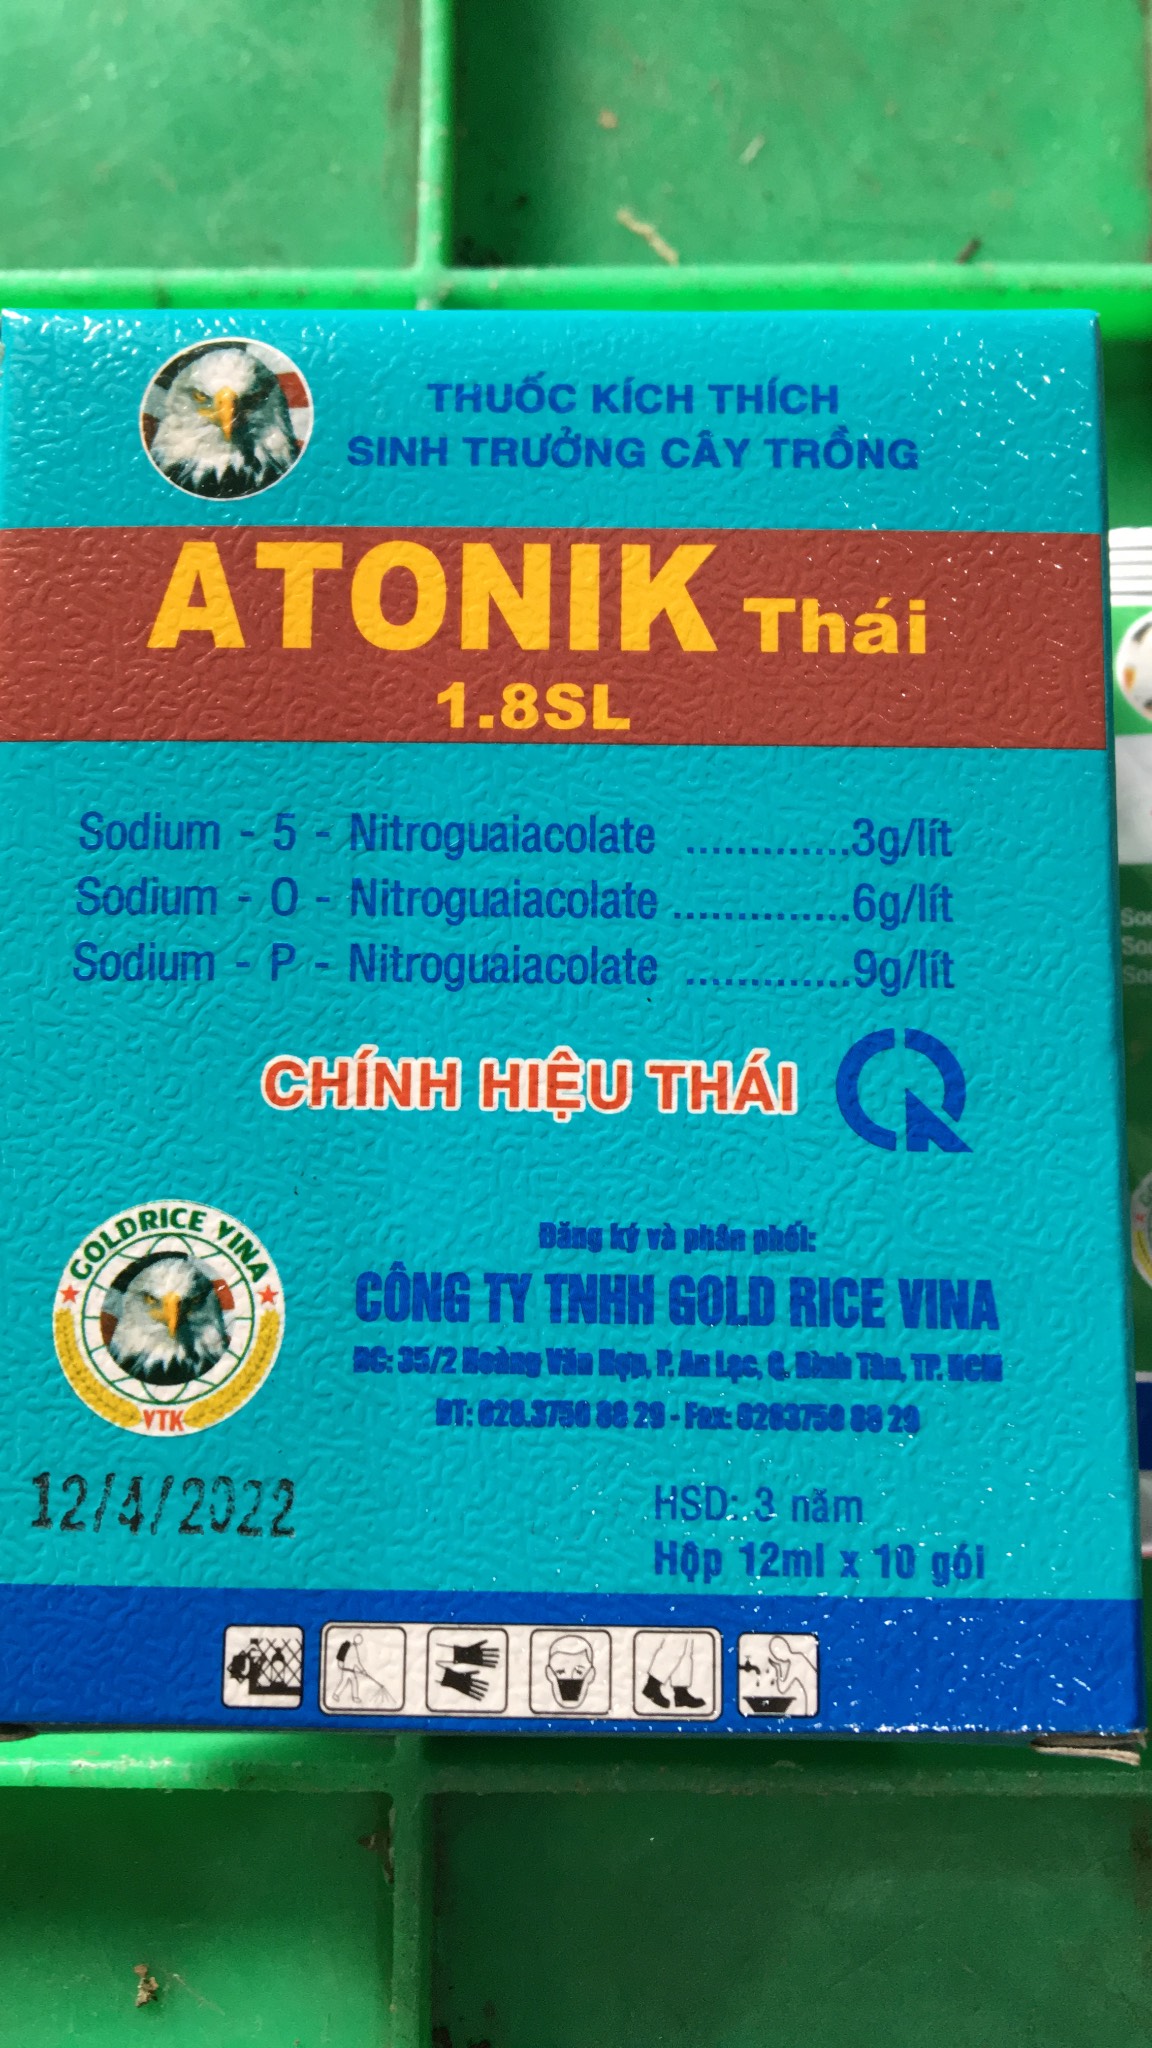 THUỐC KÍCH THÍCH
SINH TRƯỞNG CÂY TRỒNG
ATONIK Thái
1.8SL
Sodium - 5 - Nitroguaiacolate .............3g/lít
Sodium - O - Nitroguaiacolate ..............6g/lít
Sodium - P - Nitroguaiacolate .............9g/lít
CHÍNH HIỆU THÁI
GOLDRICE VINA
VTK
Đăng ký và phân phối:
CÔNG TY TNHH GOLD RICE VINA
ĐC: 35/2 Hoàng Văn Hợp, P. An Lạc, Q. Bình Tân, TP. HCM
ĐT: 028.3750 88 29 - Fax: 0283750 88 29
12/4/2022
HSD: 3 năm
Hộp 12ml x 10 gói